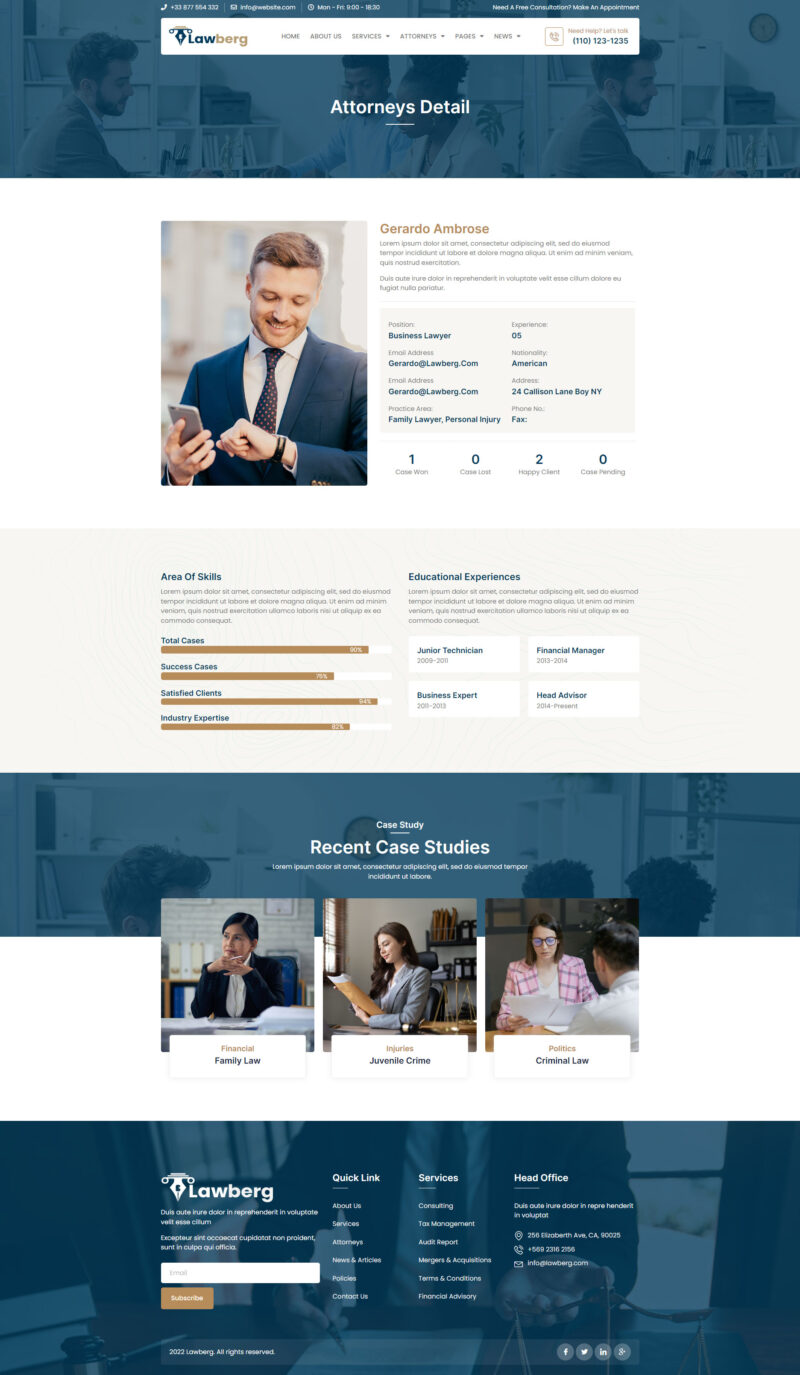 +33 877 554 332 Info@website.com Mon - Fri: 9:00 - 18:30 Need A Free Consultation? Make An Appointment
Lawberg
HOME ABOUT US SERVICES ATTORNEYS PAGES NEWS
Need Help? Let's talk
(110) 123-1235
Attorneys Detail
Gerardo Ambrose
Lorem ipsum dolor sit amet, consectetur adipiscing elit, sed do eiusmod
tempor incididunt ut labore et dolore magna aliqua. Ut enim ad minim veniam,
quis nostrud exercitation.
Duis aute irure dolor in reprehenderit in voluptate velit esse cillum dolore eu
fugiat nulla pariatur.
Position: Experience:
Business Lawyer 05
Email Address Nationality:
Gerardo@Lawberg.Com American
Email Address Address:
Gerardo@Lawberg.Com 24 Callison Lane Boy NY
Practice Area: Phone No.:
Family Lawyer, Personal Injury Fax:
1 0 2 0
Case Won Case Lost Happy Client Case Pending
Area Of Skills
Lorem ipsum dolor sit amet, consectetur adipiscing elit, sed do eiusmod
tempor incididunt ut labore et dolore magna aliqua. Ut enim ad minim
veniam, quis nostrud exercitation ullamco laboris nisi ut aliquip ex ea
commodo consequat.
Total Cases
90%
Success Cases
75%
Satisfied Clients
94%
Industry Expertise
82%
Educational Experiences
Lorem ipsum dolor sit amet, consectetur adipiscing elit, sed do eiusmod
tempor incididunt ut labore et dolore magna aliqua. Ut enim ad minim
veniam, quis nostrud exercitation ullamco laboris nisi ut aliquip ex ea
commodo consequat.
Junior Technician
2009-2011
Financial Manager
2013-2014
Business Expert
2011-2013
Head Advisor
2014-Present
Case Study
Recent Case Studies
Lorem ipsum dolor sit amet, consectetur adipiscing elit, sed do eiusmod tempor
incididunt ut labore.
Financial
Family Law
Injuries
Juvenile Crime
Politics
Criminal Law
Lawberg
Duis aute irure dolor in reprehenderit in voluptate
velit esse cillum
Excepteur sint occaecat cupidatat non proident,
sunt in culpa qui officia.
Email
Subscribe
Quick Link
About Us
Services
Attorneys
News & Articles
Policies
Contact Us
Services
Consulting
Tax Management
Audit Report
Mergers & Acquisitions
Terms & Conditions
Financial Advisory
Head Office
Duis aute irure dolor in repre henderit
in voluptat
256 Elizaberth Ave, CA, 90025
+569 2316 2156
info@lawberg.com
2022 Lawberg. All rights reserved.